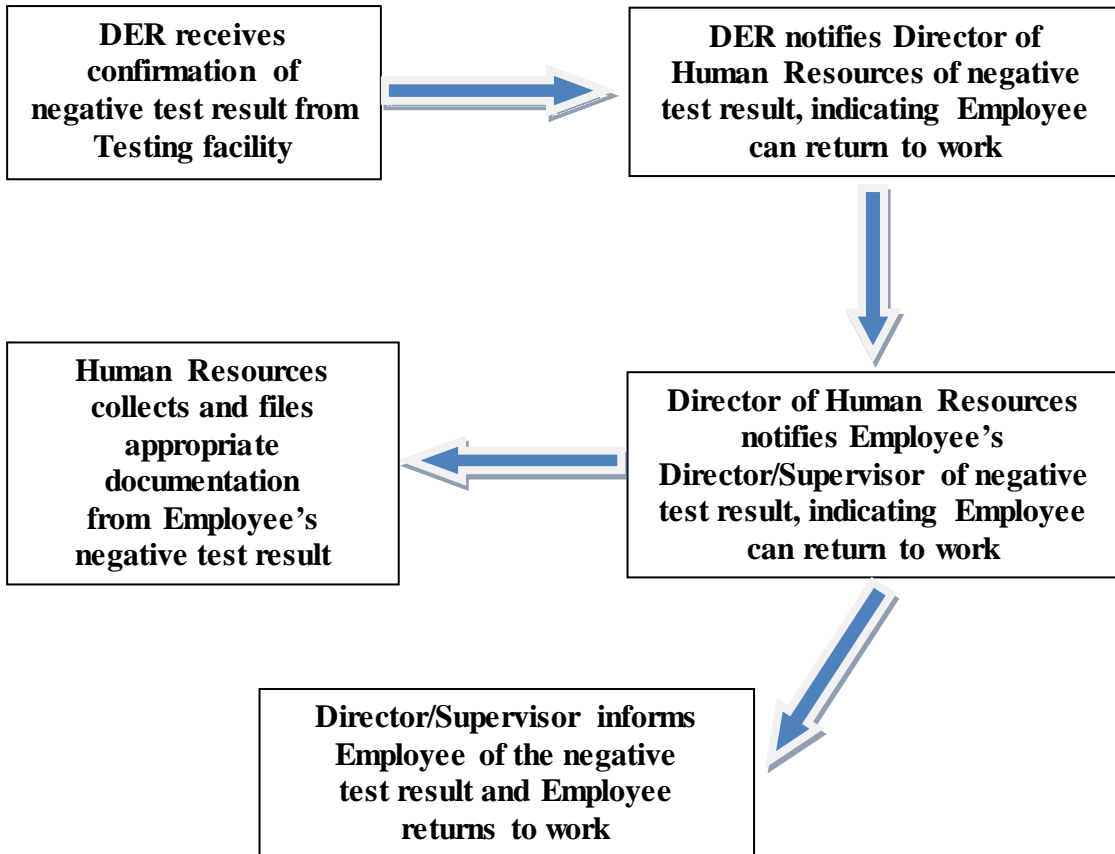 DER receives
confirmation of
negative test result from
Testing facility
DER notifies Director of
Human Resources of negative
test result, indicating Employee
can return to work
Director of Human Resources
notifies Employee’s
Director/Supervisor of negative
test result, indicating Employee
can return to work
Human Resources
collects and files
appropriate
documentation
from Employee’s
negative test result
Director/Supervisor informs
Employee of the negative
test result and Employee
returns to work